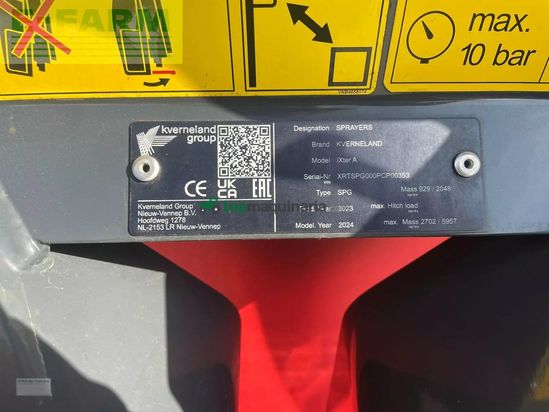 FARM
max.
10 bar
kverneland
group
CE UK CA EAC
Kverneland Group
Nieuw-Vennep B.V.
Hoofdweg 1278
NL-2153 LR Nieuw-Vennep
Designation SPRAYERS
Brand KVERNELAND
Model iXter A
Serial-Nr XRTSPG000PCP00353
Type SPG Mass 929 / 2048
2023 max. Hitch load
Model. Year 2024 max. Mass 2702 / 5957
topmaquinaria